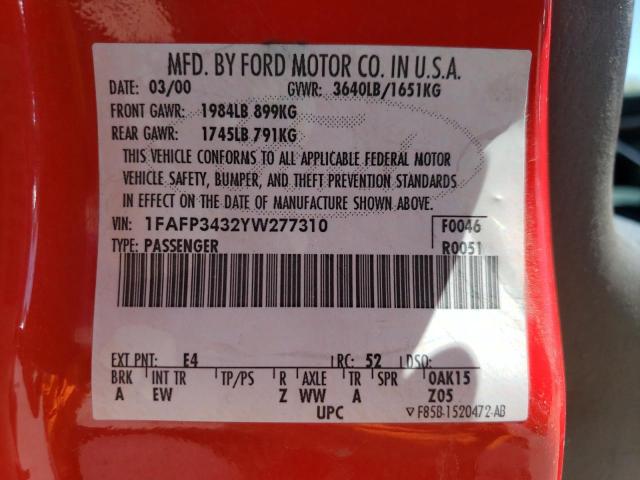 MFD. BY FORD MOTOR CO. IN U.S.A.
DATE: 03/00 GVWR: 3640LB/1651KG
FRONT GAWR: 1984LB 899KG
REAR GAWR: 1745LB 791KG
THIS VEHICLE CONFORMS TO ALL APPLICABLE FEDERAL MOTOR
VEHICLE SAFETY, BUMPER, AND THEFT PREVENTION STANDARDS
IN EFFECT ON THE DATE OF MANUFACTURE SHOWN ABOVE.
VIN: 1FAFP3432YW277310 F0046
TYPE: PASSENGER R0051
EXT PNT: E4 RC: 52 DSO:
BRK INT TR TP/PS R AXLE TR SPR 0AK15
A EW Z WW A Z05
UPC ▽F85B-1520472-AB